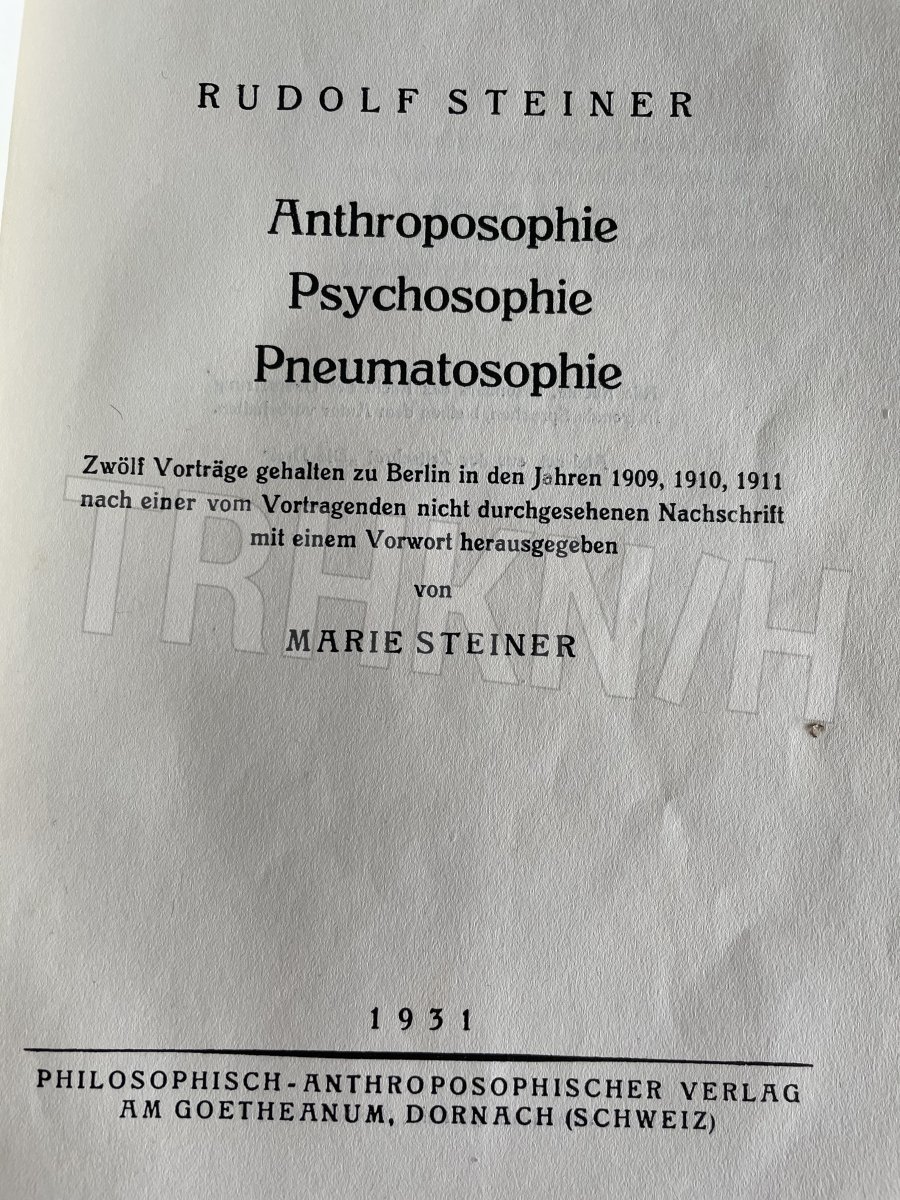 RUDOLF STEINER
Anthroposophie
Psychosophie
Pneumatosophie
Zwölf Vorträge gehalten zu Berlin in den Jahren 1909, 1910, 1911
nach einer vom Vortragenden nicht durchgesehenen Nachschrift
mit einem Vorwort herausgegeben
von
MARIE STEINER
TRHKN/H
1931
PHILOSOPHISCH-ANTHROPOSOPHISCHER VERLAG
AM GOETHEANUM, DORNACH (SCHWEIZ)